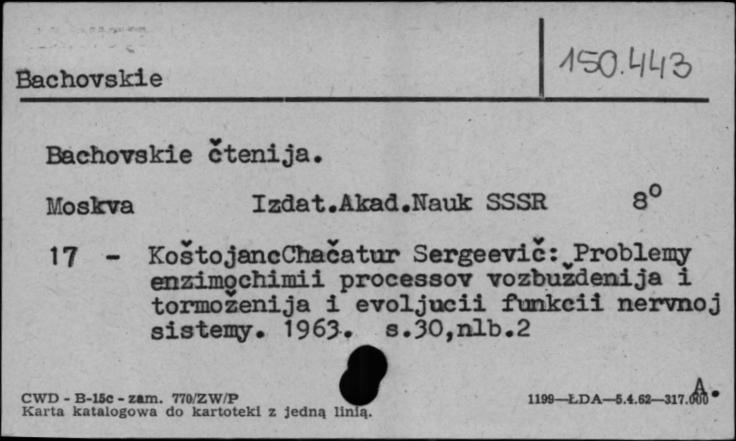 150.443
Bachovskie
Bachovskie čtenija.
Moskva Izdat.Akad.Nauk SSSR 8º
17 - KoštojancChačatur Sergeevič: Problemy
enzimochimii processov vozbuždenija i
tormoženija i evoljucii funkcii nervnoj
sistemy. 1963. s.30,nlb.2
A.
CWD - B-15c - zam. 770/ZW/P 1199—ŁDA—5.4.62—317.000
Karta katalogowa do kartoteki z jedną linią.